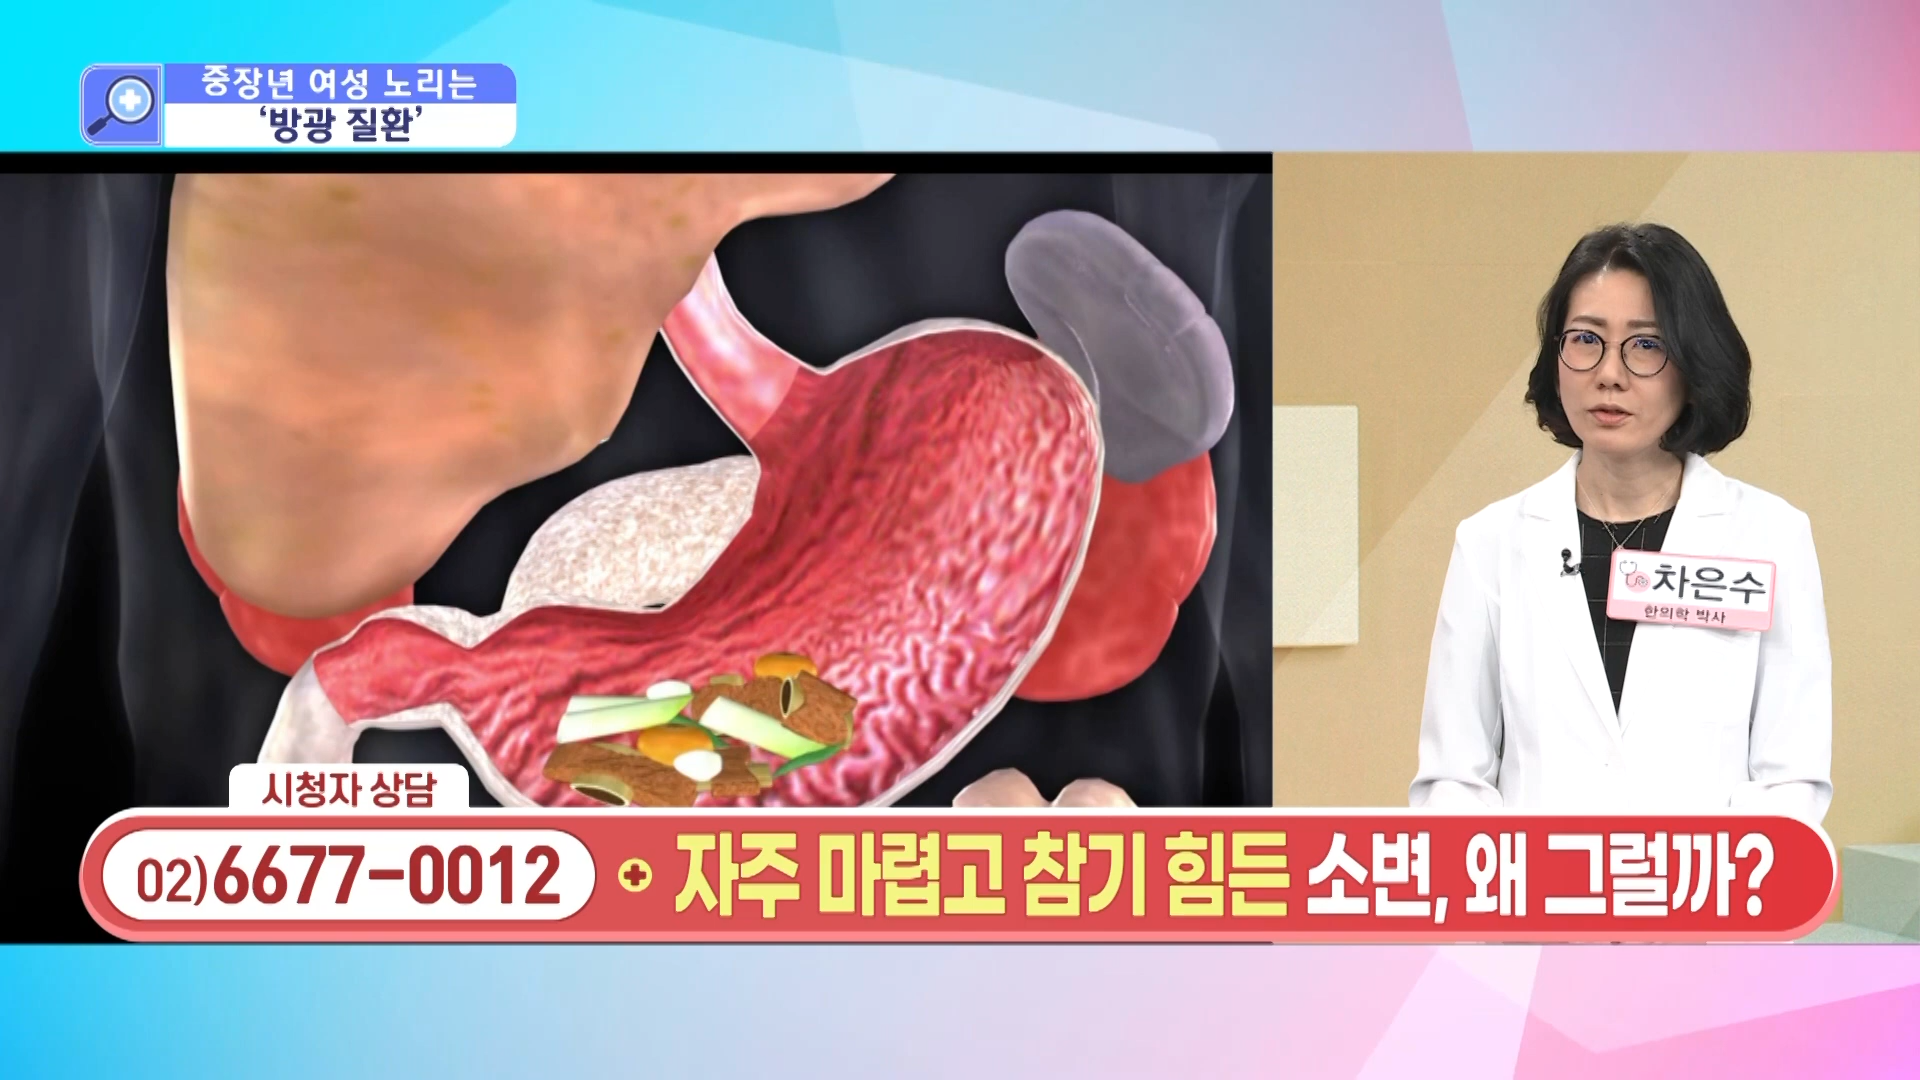 중장년 여성 노리는
‘방광 질환’
차은수
한의학 박사
시청자 상담
02)6677-0012
자주 마렵고 참기 힘든 소변, 왜 그럴까?